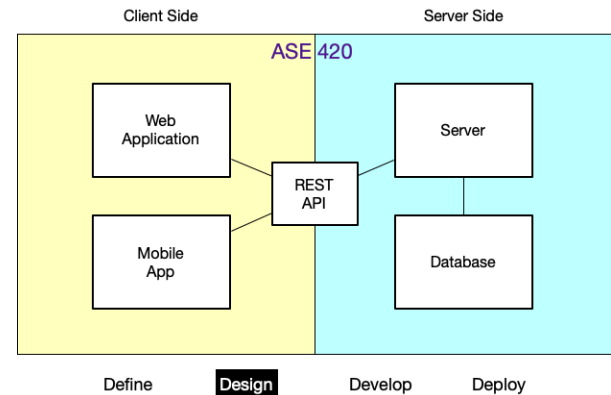 Client Side
Server Side
ASE 420
Web
Application
Server
REST
API
Mobile
App
Database
Define
Design
Develop
Deploy